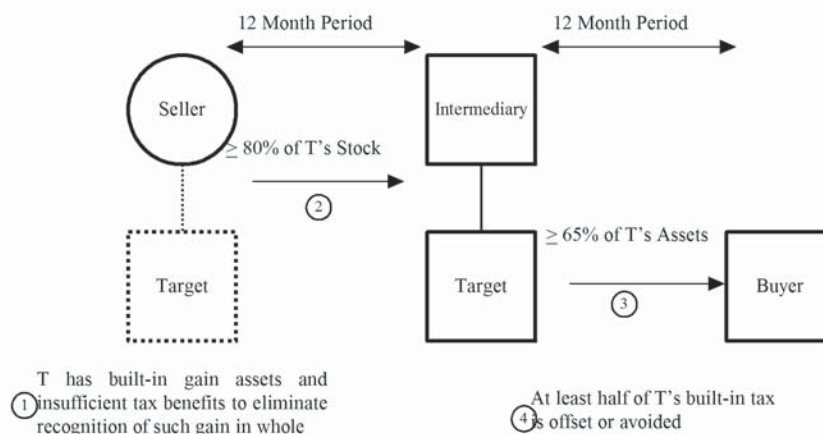 12 Month Period
12 Month Period
Seller
Intermediary
≥ 80% of T's Stock
2
Target
Target
≥ 65% of T's Assets
3
Buyer
T has built-in gain assets and
1 insufficient tax benefits to eliminate
recognition of such gain in whole
At least half of T's built-in tax
4 is offset or avoided